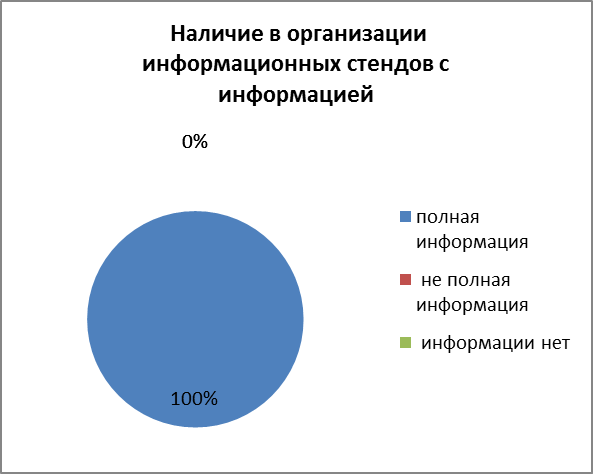 Наличие в организации
информационных стендов с
информацией
0%
100%
полная
информация
не полная
информация
информации нет